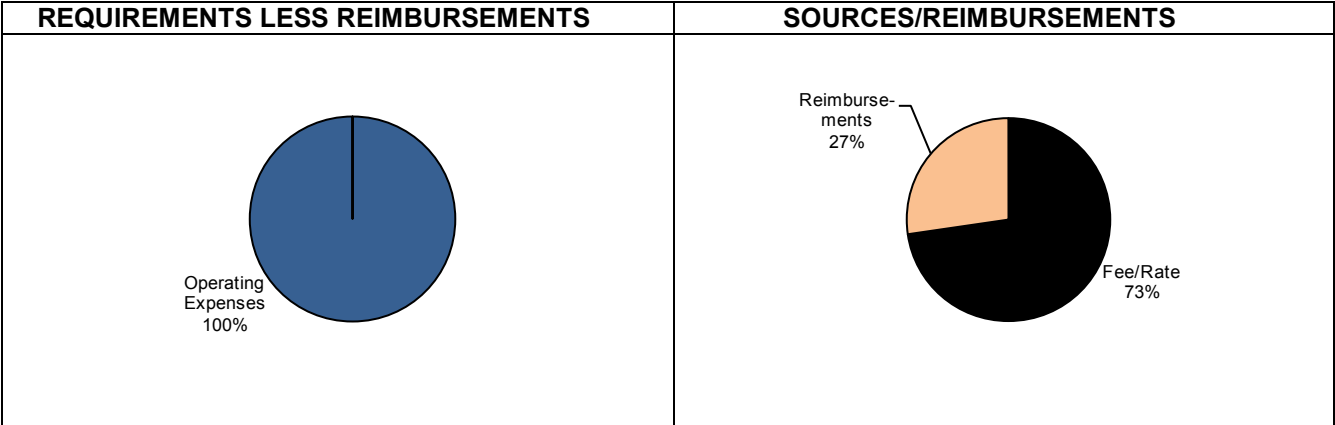 REQUIREMENTS LESS REIMBURSEMENTS
SOURCES/REIMBURSEMENTS
Operating
Expenses
100%
Reimburse-
ments
27%
Fee/Rate
73%